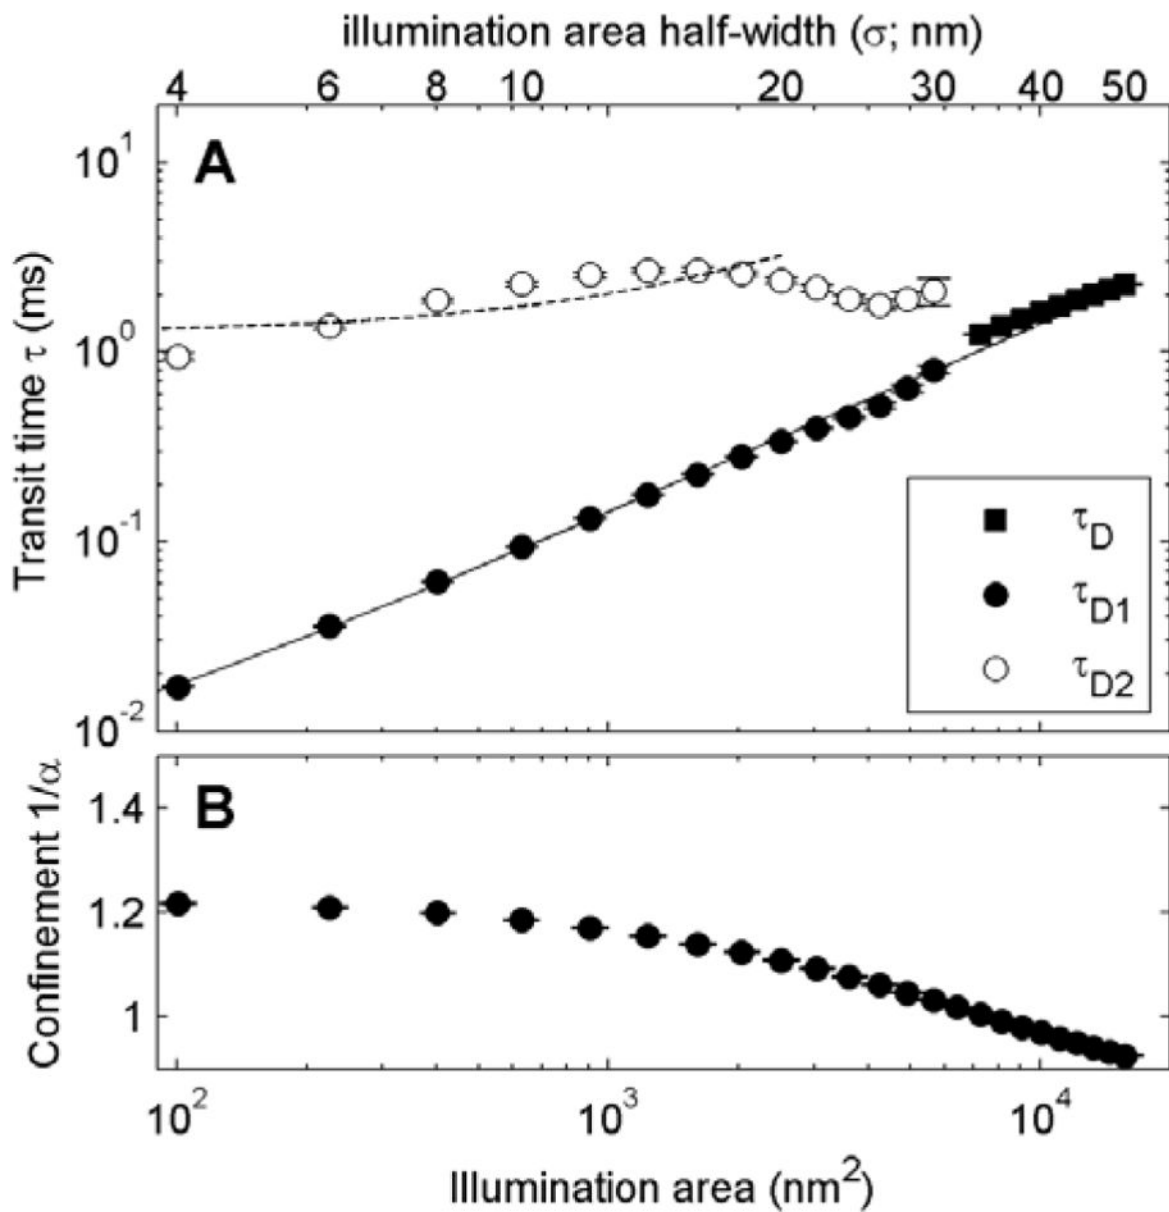 illumination area half-width (σ; nm)
4 6 8 10 20 30 40 50
A
10¹
10⁰
10⁻¹
10⁻²
Transit time τ (ms)
τD
τD1
τD2
B
1.4
1.2
1
Confinement 1/α
10² 10³ 10⁴
Illumination area (nm²)